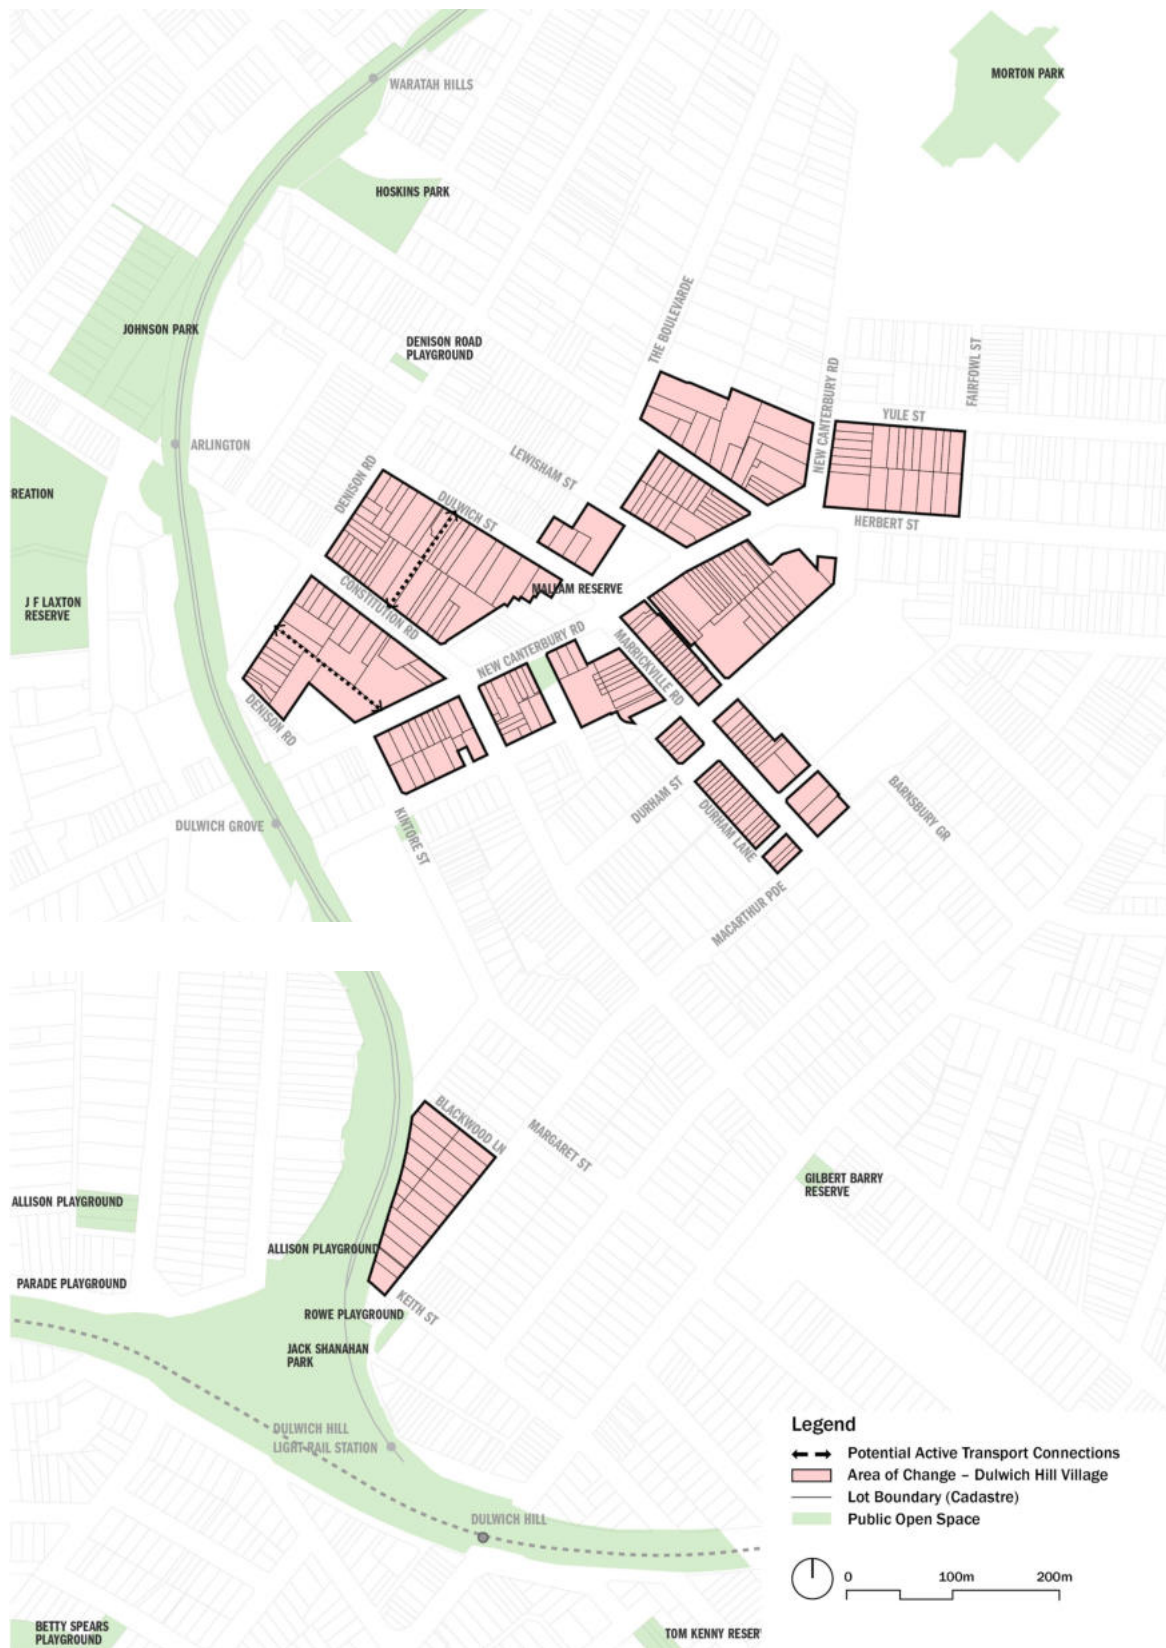 WARATAH HILLS
MORTON PARK
HOSKINS PARK
JOHNSON PARK
DENISON ROAD
PLAYGROUND
THE BOULEVARDE
NEW CANTERBURY RD
FAIRFOWL ST
YULE ST
ARLINGTON
LEWISHAM ST
DENISON RD
DULWICH ST
REATION
HERBERT ST
CONSTITUTION RD
MALLAM RESERVE
J F LAXTON
RESERVE
NEW CANTERBURY RD
MARRICKVILLE RD
DENISON RD
DULWICH GROVE
KINTORE ST
DURHAM ST
DURHAM LANE
BARNSBURY GR
MACARTHUR PDE
BLACKWOOD LN
MARGARET ST
GILBERT BARRY
RESERVE
ALLISON PLAYGROUND
ALLISON PLAYGROUND
PARADE PLAYGROUND
KEITH ST
ROWE PLAYGROUND
JACK SHANAHAN
PARK
DULWICH HILL
LIGHT RAIL STATION
DULWICH HILL
Legend
Potential Active Transport Connections
Area of Change – Dulwich Hill Village
Lot Boundary (Cadastre)
Public Open Space
0 100m 200m
BETTY SPEARS
PLAYGROUND
TOM KENNY RESER